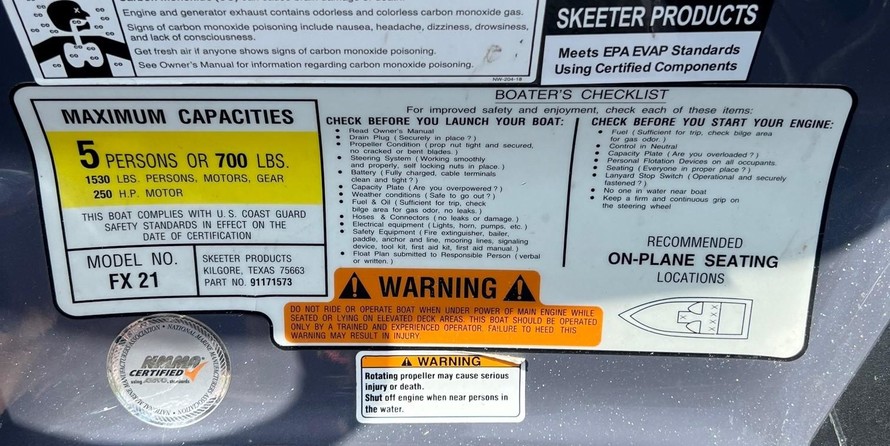 Engine and generator exhaust contains odorless and colorless carbon monoxide gas.
Signs of carbon monoxide poisoning include nausea, headache, dizziness, drowsiness,
and lack of consciousness.
Get fresh air if anyone shows signs of carbon monoxide poisoning.
See Owner's Manual for information regarding carbon monoxide poisoning.
NW-204-18
SKEETER PRODUCTS
Meets EPA EVAP Standards
Using Certified Components
MAXIMUM CAPACITIES
5 PERSONS OR 700 LBS.
1530 LBS. PERSONS, MOTORS, GEAR
250 H.P. MOTOR
THIS BOAT COMPLIES WITH U.S. COAST GUARD
SAFETY STANDARDS IN EFFECT ON THE
DATE OF CERTIFICATION
MODEL NO.
FX 21
SKEETER PRODUCTS
KILGORE, TEXAS 75663
PART NO. 91171573
BOATER'S CHECKLIST
For improved safety and enjoyment, check each of these items:
CHECK BEFORE YOU LAUNCH YOUR BOAT:
• Read Owner's Manual
• Drain Plug (Securely in place?)
• Propeller Condition (prop nut tight and secured,
no cracked or bent blades.)
• Steering System (Working smoothly
and properly, self locking nuts in place.)
• Battery (Fully charged, cable terminals
clean and tight?)
• Capacity Plate (Are you overpowered?)
• Weather conditions (Safe to go out?)
• Fuel & Oil (Sufficient for trip, check
bilge area for gas odor, no leaks.)
• Hoses & Connectors (no leaks or damage.)
• Electrical equipment (Lights, horn, pumps, etc.)
• Safety Equipment (Fire extinguisher, bailer,
paddle, anchor and line, mooring lines, signaling
device, tool kit, first aid kit, first aid manual.)
• Float Plan submitted to Responsible Person (verbal
or written.)
CHECK BEFORE YOU START YOUR ENGINE:
• Fuel (Sufficient for trip, check bilge area
for gas odor.)
• Control in Neutral
• Capacity Plate (Are you overloaded?)
• Personal Flotation Devices on all occupants.
• Seating (Everyone in proper place?)
• Lanyard Stop Switch (Operational and securely
fastened?)
• No one in water near boat
• Keep a firm and continuous grip on
the steering wheel
RECOMMENDED
ON-PLANE SEATING
LOCATIONS
WARNING
DO NOT RIDE OR OPERATE BOAT WHEN UNDER POWER OF MAIN ENGINE WHILE
SEATED OR LYING ON ELEVATED DECK AREAS. THIS BOAT SHOULD BE OPERATED
ONLY BY A TRAINED AND EXPERIENCED OPERATOR. FAILURE TO HEED THIS
WARNING MAY RESULT IN INJURY.
NATIONAL MARINE MANUFACTURERS ASSOCIATION
NMMA
CERTIFIED
using ABYC standards
WARNING
Rotating propeller may cause serious
injury or death.
Shut off engine when near persons in
the water.